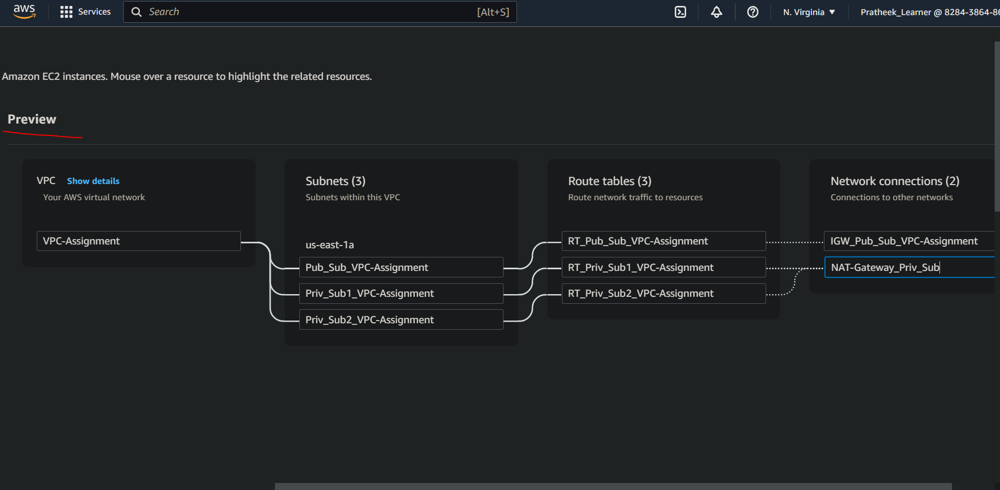 aws
Services
Search [Alt+S]
N. Virginia
Pratheek_Learner @ 8284-3864-86
Amazon EC2 instances. Mouse over a resource to highlight the related resources.
Preview
VPC Show details
Your AWS virtual network
VPC-Assignment
Subnets (3)
Subnets within this VPC
us-east-1a
Pub_Sub_VPC-Assignment
Priv_Sub1_VPC-Assignment
Priv_Sub2_VPC-Assignment
Route tables (3)
Route network traffic to resources
RT_Pub_Sub_VPC-Assignment
RT_Priv_Sub1_VPC-Assignment
RT_Priv_Sub2_VPC-Assignment
Network connections (2)
Connections to other networks
IGW_Pub_Sub_VPC-Assignment
NAT-Gateway_Priv_Sub